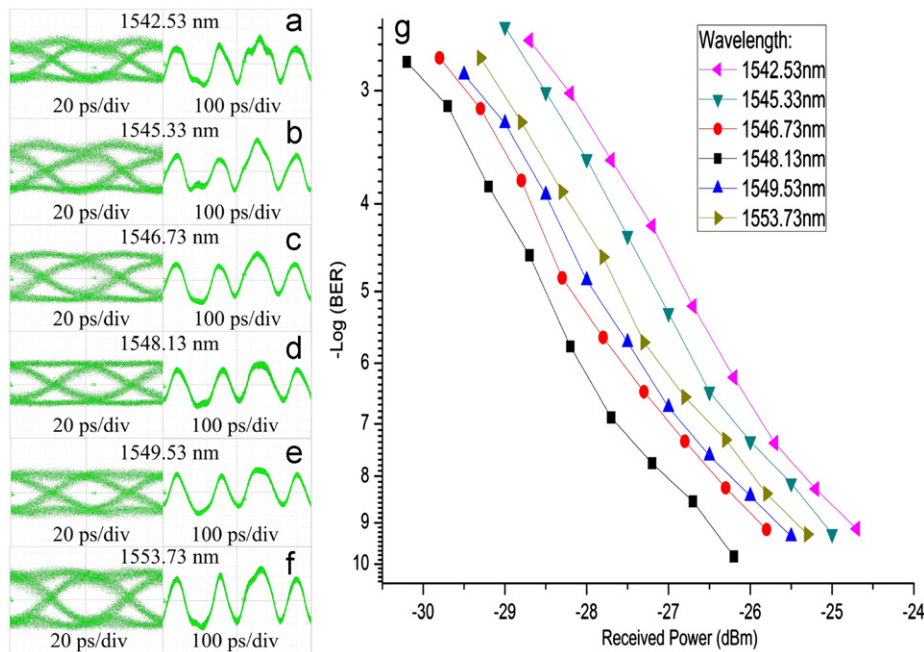 a
1542.53 nm
20 ps/div
100 ps/div
b
1545.33 nm
20 ps/div
100 ps/div
c
1546.73 nm
20 ps/div
100 ps/div
d
1548.13 nm
20 ps/div
100 ps/div
e
1549.53 nm
20 ps/div
100 ps/div
f
1553.73 nm
20 ps/div
100 ps/div
g
Wavelength:
1542.53nm
1545.33nm
1546.73nm
1548.13nm
1549.53nm
1553.73nm
-Log (BER)
3
4
5
6
7
8
9
10
-30
-29
-28
-27
-26
-25
-24
Received Power (dBm)